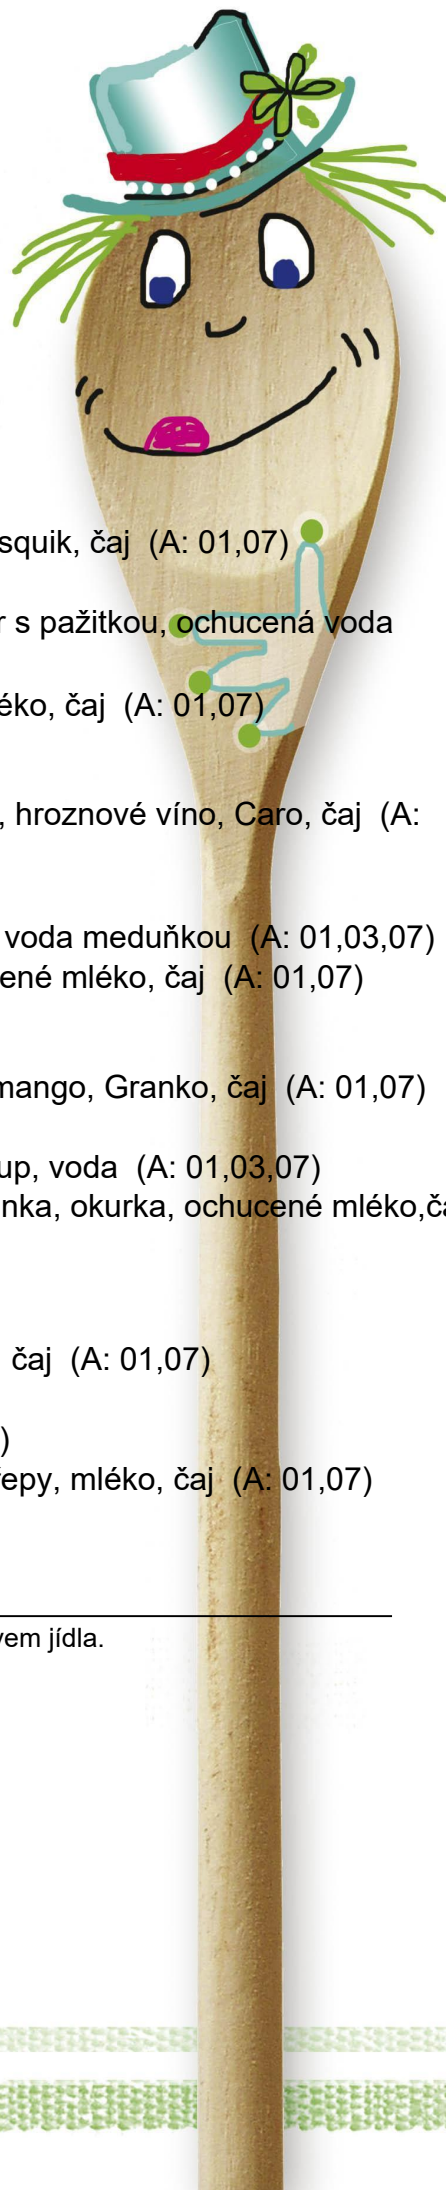 squik, čaj (A: 01,07)
r s pažitkou, ochucená voda
éko, čaj (A: 01,07)
, hroznové víno, Caro, čaj (A:
voda meduňkou (A: 01,03,07)
ené mléko, čaj (A: 01,07)
mango, Granko, čaj (A: 01,07)
up, voda (A: 01,03,07)
nka, okurka, ochucené mléko,ča
čaj (A: 01,07)
)
řepy, mléko, čaj (A: 01,07)
vem jídla.